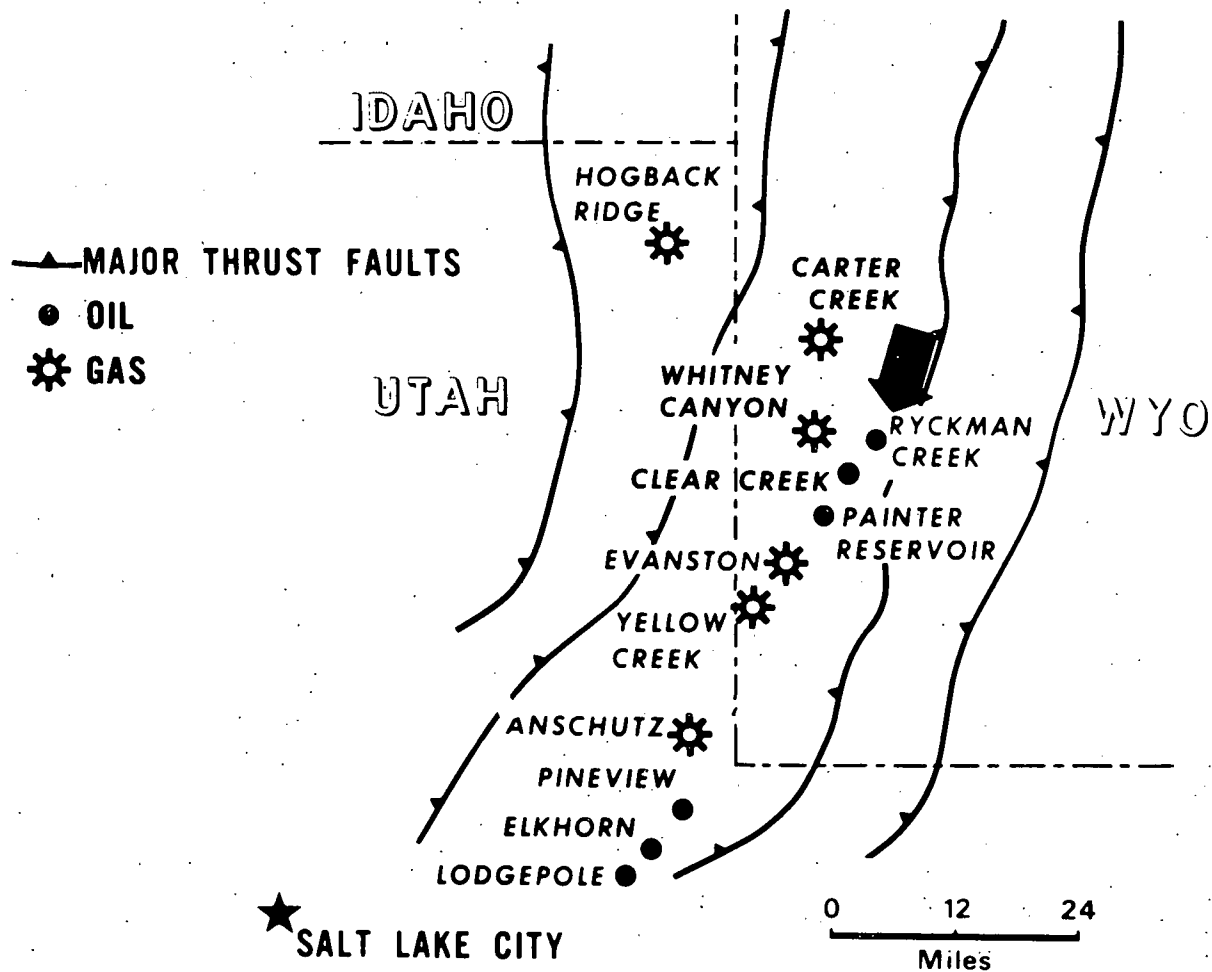 IDAHO
HOGBACK
RIDGE
MAJOR THRUST FAULTS
OIL
GAS
CARTER
CREEK
UTAH
WHITNEY
CANYON
WYO
RYCKMAN
CREEK
CLEAR CREEK
PAINTER
RESERVOIR
EVANSTON
YELLOW
CREEK
ANSCHUTZ
PINEVIEW
ELKHORN
LODGEPOLE
SALT LAKE CITY
0 12 24
Miles